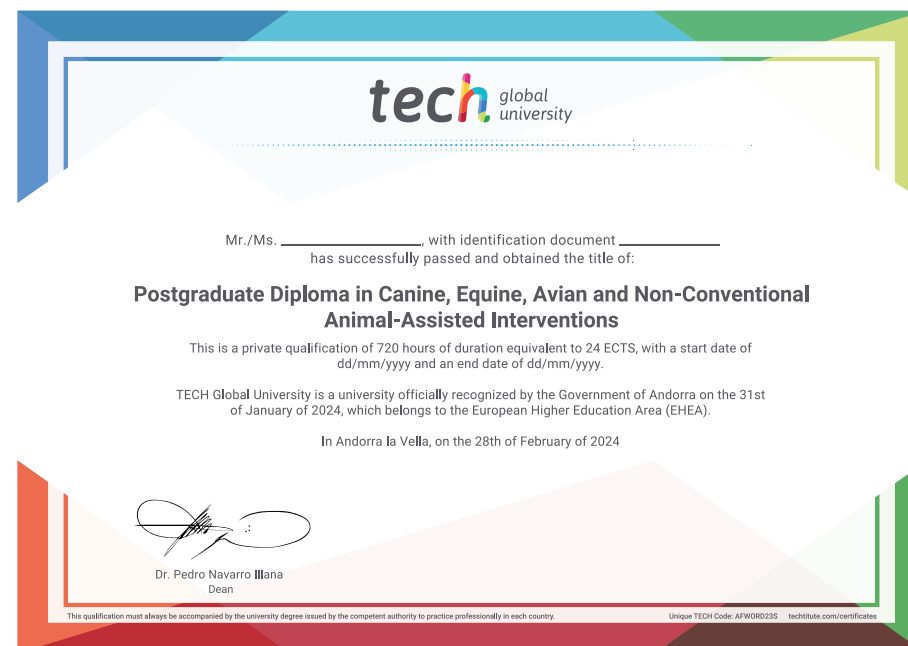 tech global university
Mr./Ms. ____________________, with identification document ______________
has successfully passed and obtained the title of:
Postgraduate Diploma in Canine, Equine, Avian and Non-Conventional
Animal-Assisted Interventions
This is a private qualification of 720 hours of duration equivalent to 24 ECTS, with a start date of
dd/mm/yyyy and an end date of dd/mm/yyyy.
TECH Global University is a university officially recognized by the Government of Andorra on the 31st
of January of 2024, which belongs to the European Higher Education Area (EHEA).
In Andorra la Vella, on the 28th of February of 2024
Dr. Pedro Navarro Illana
Dean
This qualification must always be accompanied by the university degree issued by the competent authority to practice professionally in each country.
Unique TECH Code: AFWORD23S techtitute.com/certificates